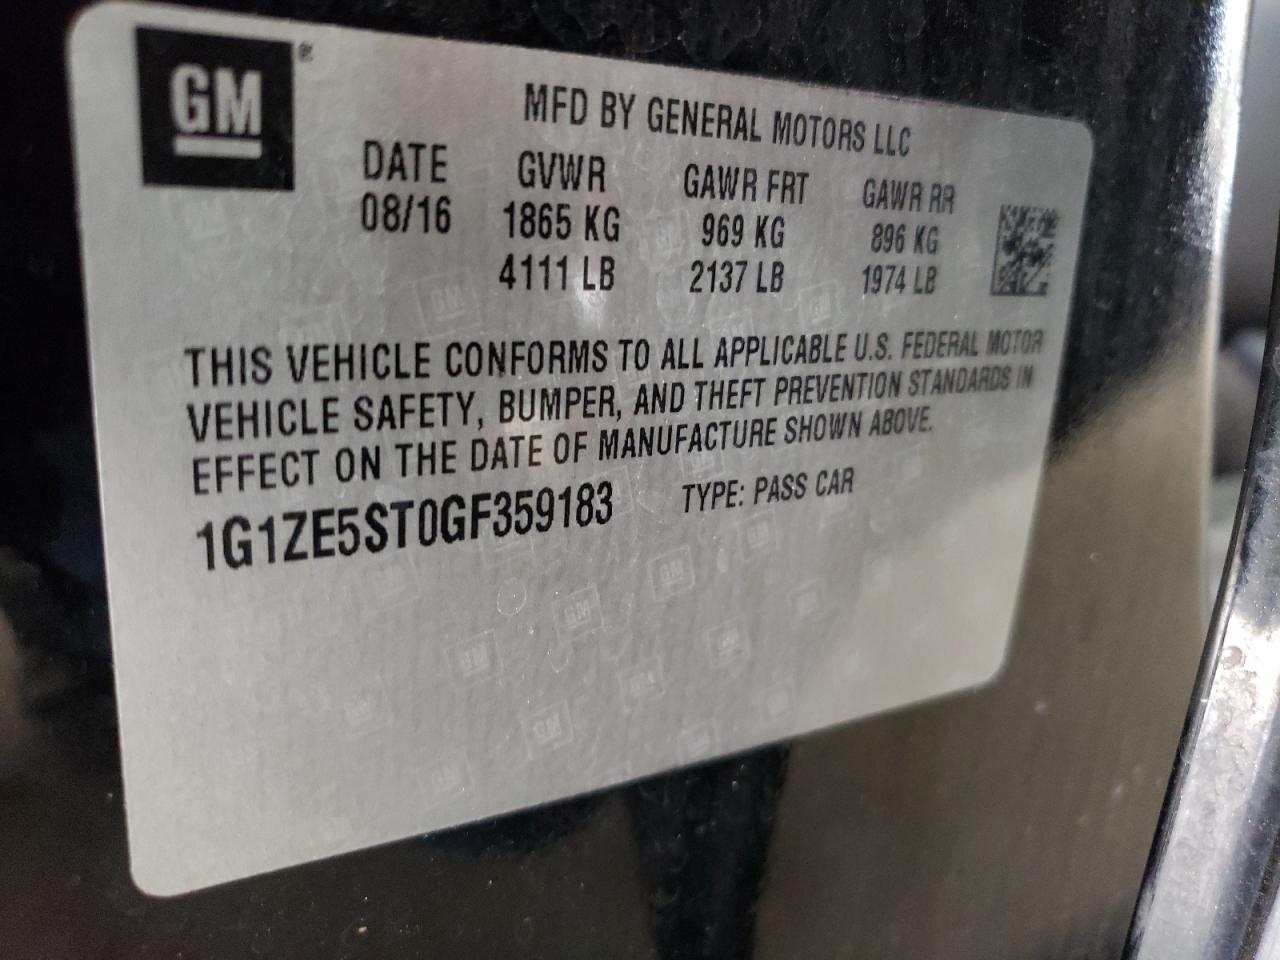 GM ®
MFD BY GENERAL MOTORS LLC
DATE GVWR GAWR FRT GAWR RR
08/16 1865 KG 969 KG 896 KG
4111 LB 2137 LB 1974 LB
THIS VEHICLE CONFORMS TO ALL APPLICABLE U.S. FEDERAL MOTOR
VEHICLE SAFETY, BUMPER, AND THEFT PREVENTION STANDARDS IN
EFFECT ON THE DATE OF MANUFACTURE SHOWN ABOVE.
1G1ZE5ST0GF359183 TYPE: PASS CAR